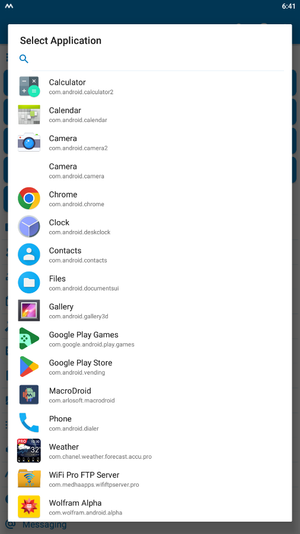 6:41
Select Application
Calculator
com.android.calculator2
Calendar
com.android.calendar
Camera
com.android.camera2
Camera
com.android.camera
Chrome
com.android.chrome
Clock
com.android.deskclock
Contacts
com.android.contacts
Files
com.android.documentsui
Gallery
com.android.gallery3d
Google Play Games
com.google.android.play.games
Google Play Store
com.android.vending
MacroDroid
com.arlosoft.macrodroid
Phone
com.android.dialer
Weather
com.chanel.weather.forecast.accu.pro
WiFi Pro FTP Server
com.medhaapps.wififtpserver.pro
Wolfram Alpha
com.wolfram.android.alpha
Messaging